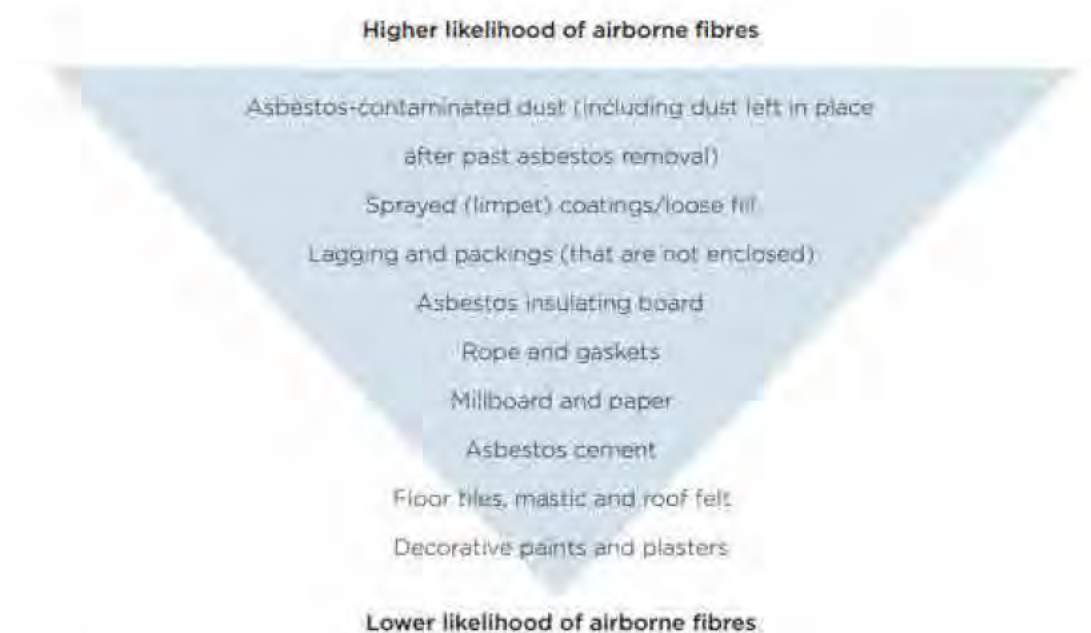 Higher likelihood of airborne fibres
Asbestos-contaminated dust (including dust left in place
after past asbestos removal)
Sprayed (limpet) coatings/loose fill
Lagging and packings (that are not enclosed)
Asbestos insulating board
Rope and gaskets
Millboard and paper
Asbestos cement
Floor tiles, mastic and roof felt
Decorative paints and plasters
Lower likelihood of airborne fibres